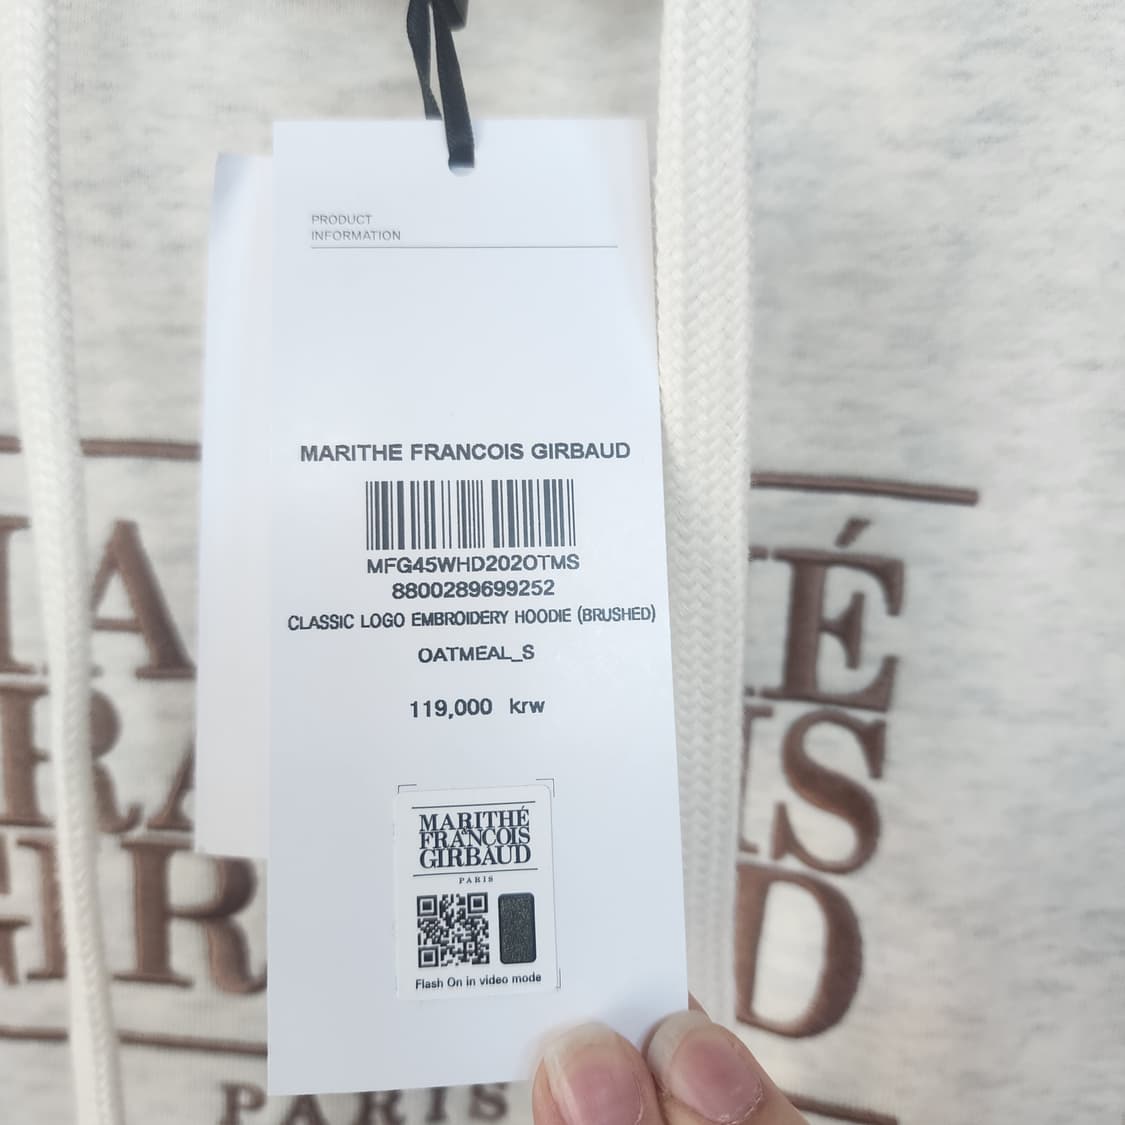 PRODUCT
INFORMATION
MARITHE FRANCOIS GIRBAUD
MFG45WHD202OTMS
8800289699252
CLASSIC LOGO EMBROIDERY HOODIE (BRUSHED)
OATMEAL_S
119,000 krw
MARITHÉ
FRANCOIS
GIRBAUD
PARIS
Flash On in video mode
PARIS